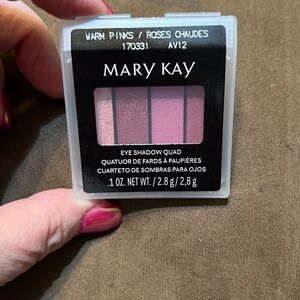 WARM PINKS / ROSES CHAUDES
170331 AV12
MARY KAY
EYE SHADOW QUAD
QUATUOR DE FARDS À PAUPIÈRES
CUARTETO DE SOMBRAS PARA OJOS
.1 OZ. NET WT. / 2.8 g / 2,8 g